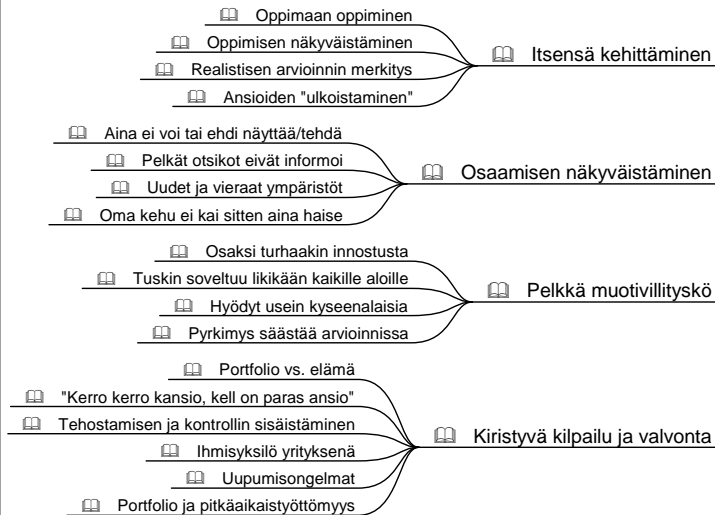 Oppimaan oppiminen
Oppimisen näkyväistäminen
Realistisen arvioinnin merkitys
Ansioiden "ulkoistaminen"
Itsensä kehittäminen
Aina ei voi tai ehdi näyttää/tehdä
Pelkät otsikot eivät informoi
Uudet ja vieraat ympäristöt
Oma kehu ei kai sitten aina haise
Osaamisen näkyväistäminen
Osaksi turhaakin innostusta
Tuskin soveltuu likikään kaikille aloille
Hyödyt usein kyseenalaisia
Pyrkimys säästää arvioinnissa
Pelkkä muotivillityskö
Portfolio vs. elämä
"Kerro kerro kansio, kell on paras ansio"
Tehostamisen ja kontrollin sisäistäminen
Ihmisyksilö yrityksenä
Uupumisongelmat
Portfolio ja pitkäaikaistyöttömyys
Kiristyvä kilpailu ja valvonta